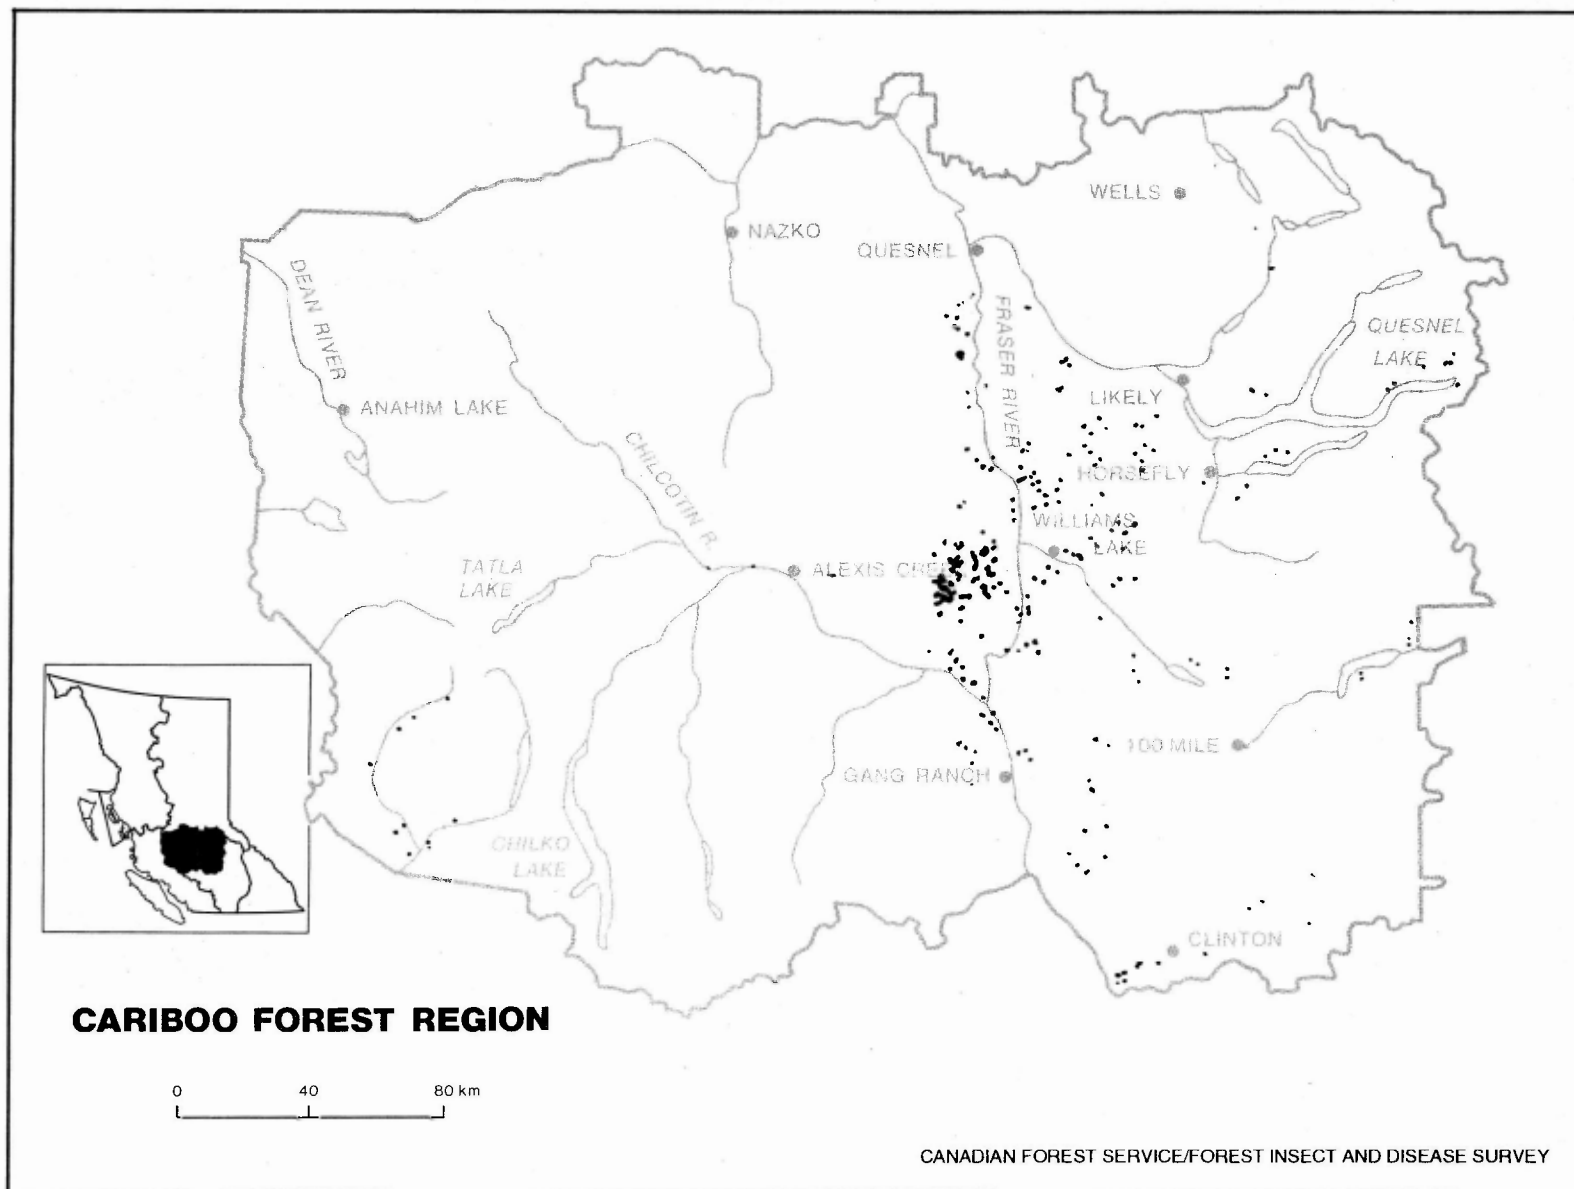 WELLS
NAZKO
QUESNEL
DEAN RIVER
FRASER RIVER
QUESNEL
LAKE
ANAHIM LAKE
LIKELY
CHILCOTIN R.
HORSEFLY
WILLIAMS
LAKE
TATLA
LAKE
ALEXIS CREEK
100 MILE
GANG RANCH
CHILKO
LAKE
CLINTON
CARIBOO FOREST REGION
0 40 80 km
CANADIAN FOREST SERVICE/FOREST INSECT AND DISEASE SURVEY